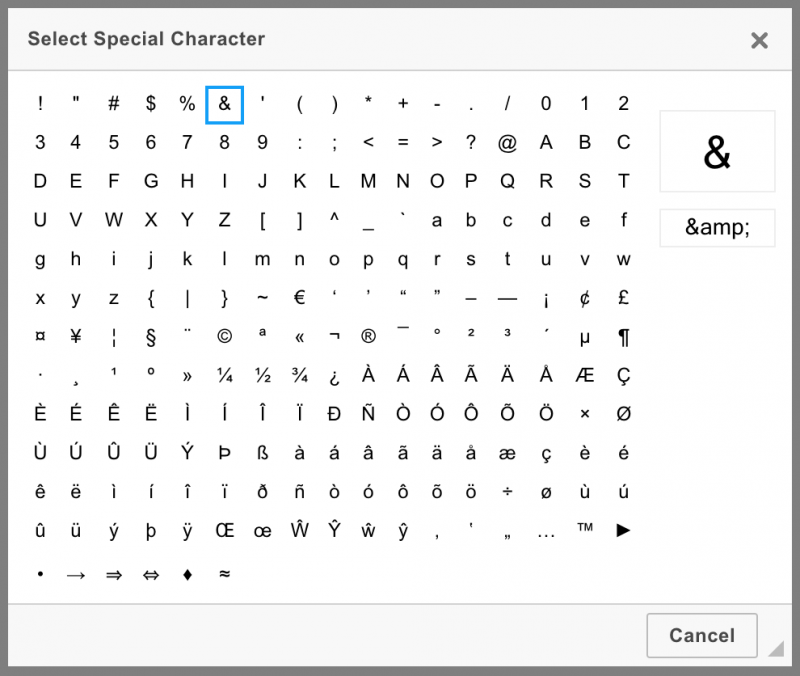 Select Special Character
! " # $ % & ' ( ) * + - . / 0 1 2
&
3 4 5 6 7 8 9 : ; < = > ? @ A B C
D E F G H I J K L M N O P Q R S T
U V W X Y Z [ ] ^ _ ` a b c d e f
&amp;
g h i j k l m n o p q r s t u v w
x y z { | } ~ € ‘ ’ “ ” – — ¡ ¢ £
¤ ¥ ¦ § ¨ © ª « ¬ ® ¯ ° ² ³ ´ µ ¶
· ¸ ¹ º » ¼ ½ ¾ ¿ À Á Â Ã Ä Å Æ Ç
È É Ê Ë Ì Í Î Ï Ð Ñ Ò Ó Ô Õ Ö × Ø
Ù Ú Û Ü Ý Þ ß à á â ã ä å æ ç è é
ê ë ì í î ï ð ñ ò ó ô õ ö ÷ ø ù ú
û ü ý þ ÿ Œ œ Ŵ Ŷ ŵ ŷ ‚ ‛ „ … ™ ►
• → ⇒ ⇔ ♦ ≈
Cancel